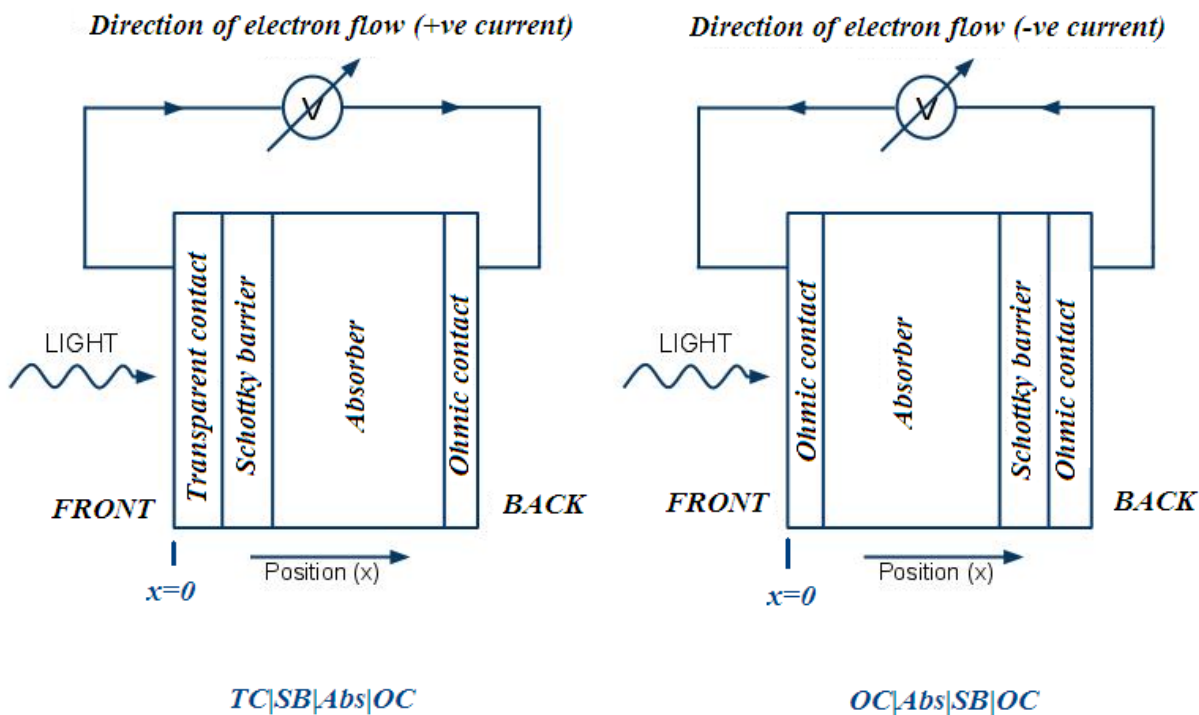 Direction of electron flow (+ve current)
V
LIGHT
Transparent contact
Schottky barrier
Absorber
Ohmic contact
FRONT
BACK
x=0
Position (x)
TC|SB|Abs|OC
Direction of electron flow (-ve current)
V
LIGHT
Ohmic contact
Absorber
Schottky barrier
Ohmic contact
FRONT
BACK
x=0
Position (x)
OC|Abs|SB|OC